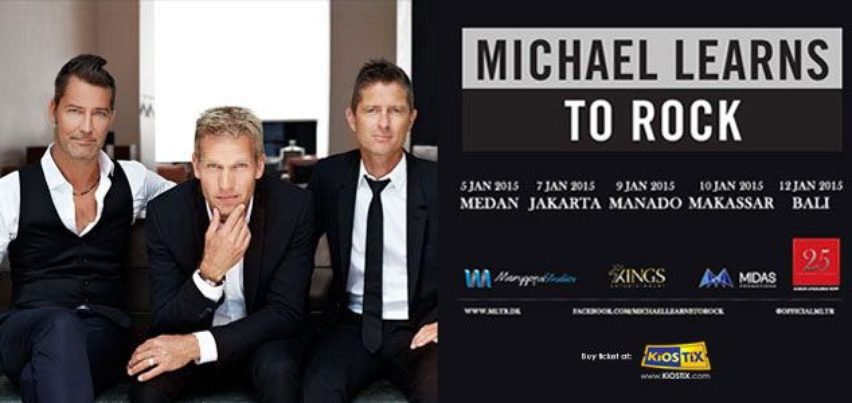 MICHAEL LEARNS
TO ROCK
5 JAN 2015 7 JAN 2015 9 JAN 2015 10 JAN 2015 12 JAN 2015
MEDAN JAKARTA MANADO MAKASSAR BALI
KINGS
MIDAS
PROMOTIONS
25
WWW.MLTR.DK FACEBOOK.COM/MICHAELLEARNSTOROCK @OFFICIALMLTR
Buy ticket at: KiOSTiX
www.KiOSTiX.com